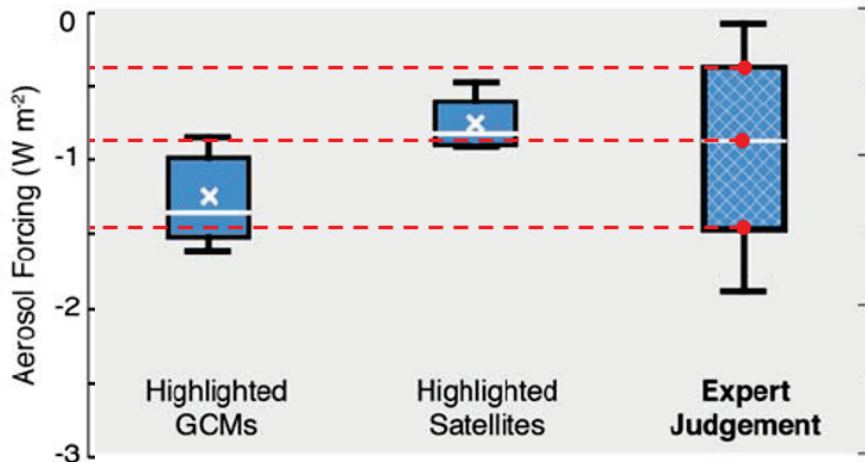 0
-1
-2
-3
Aerosol Forcing (W m-2)
Highlighted
GCMs
Highlighted
Satellites
Expert
Judgement